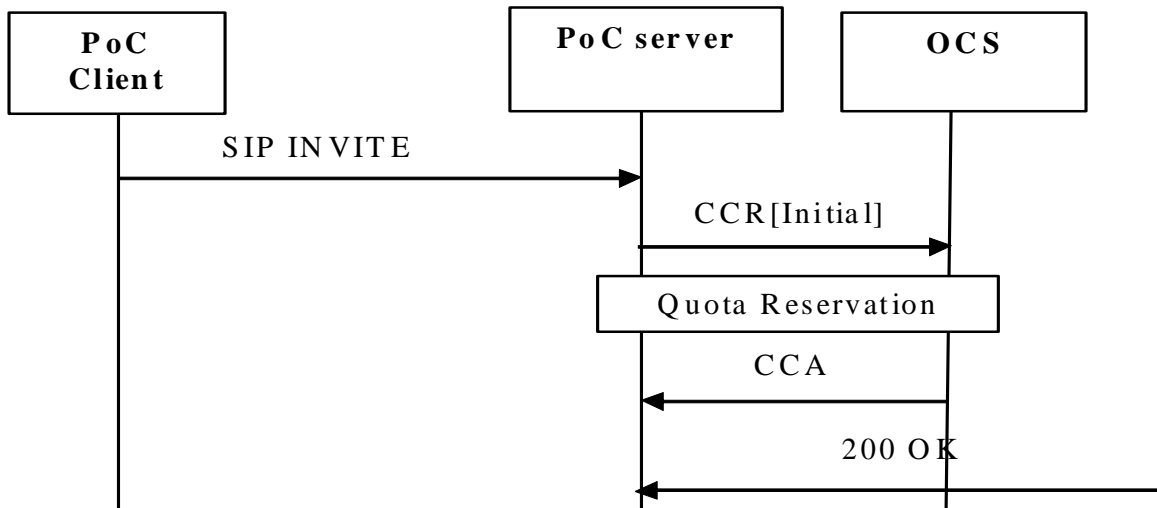 PoC
Client
PoC server
OCS
SIP INVITE
CCR[Initial]
Quota Reservation
CCA
200 OK